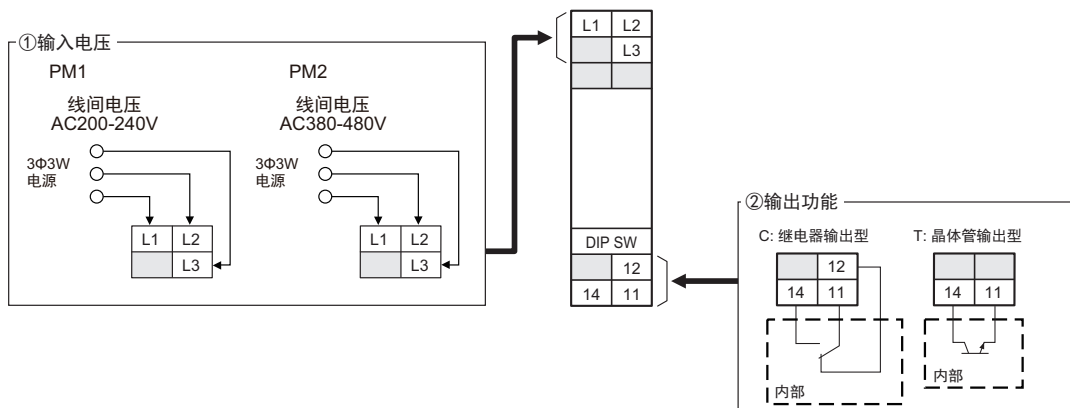 ①输入电压
PM1
线间电压
AC200-240V
3Φ3W
电源
L1 L2
L3
PM2
线间电压
AC380-480V
3Φ3W
电源
L1 L2
L3
L1 L2
L3
DIP SW
12
14 11
②输出功能
C: 继电器输出型
12
14 11
内部
T: 晶体管输出型
14 11
内部